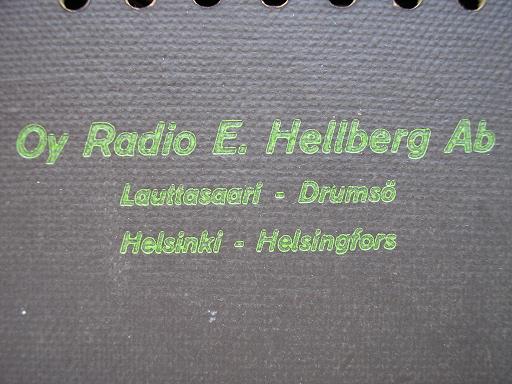 Oy Radio E. Hellberg Ab
Lauttasaari - Drumsö
Helsinki - Helsingfors